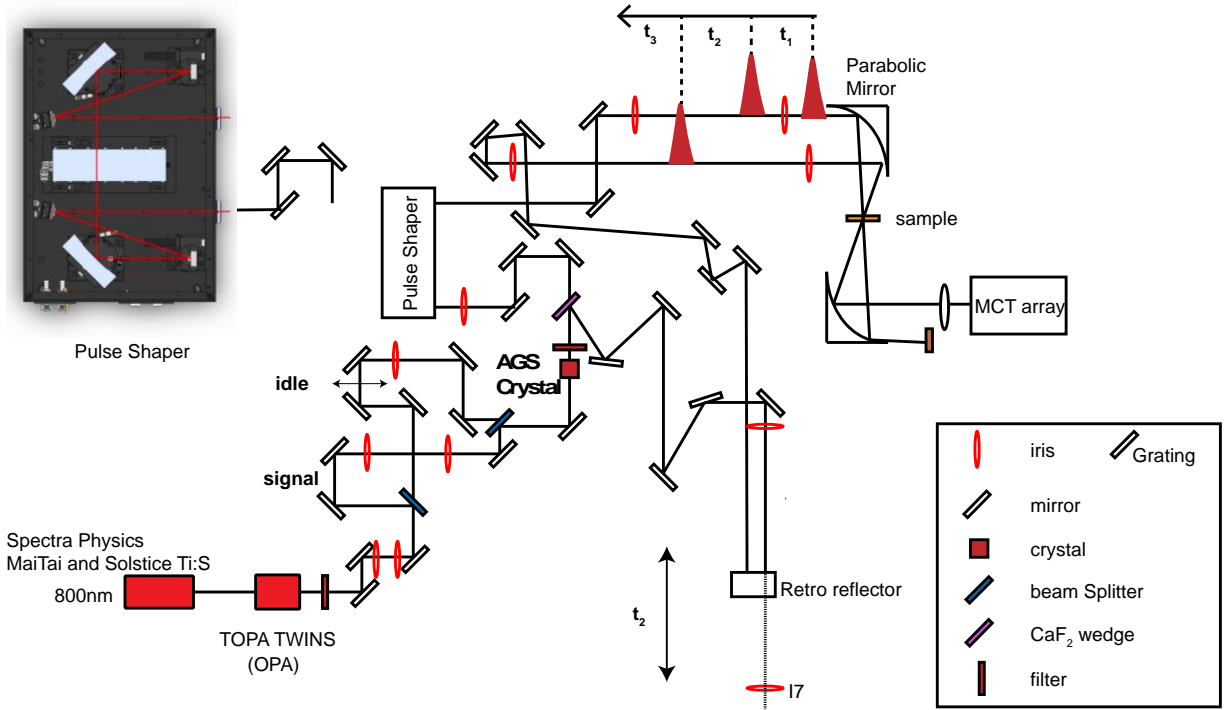 t3 t2 t1
Parabolic
Mirror
sample
MCT array
Pulse Shaper
Pulse Shaper
AGS
Crystal
idle
signal
Spectra Physics
MaiTai and Solstice Ti:S
800nm
TOPA TWINS
(OPA)
Retro reflector
t2
I7
iris
Grating
mirror
crystal
beam Splitter
CaF2 wedge
filter